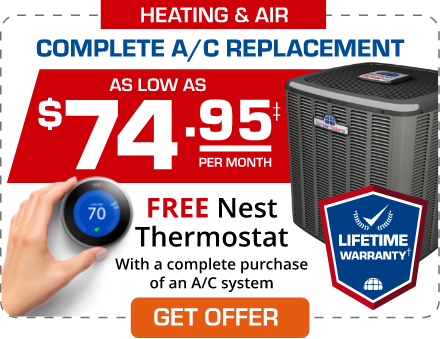 HEATING & AIR
COMPLETE A/C REPLACEMENT
AS LOW AS
$74.95‡
PER MONTH
70
FREE Nest
Thermostat
With a complete purchase
of an A/C system
LIFETIME
WARRANTY†
GET OFFER